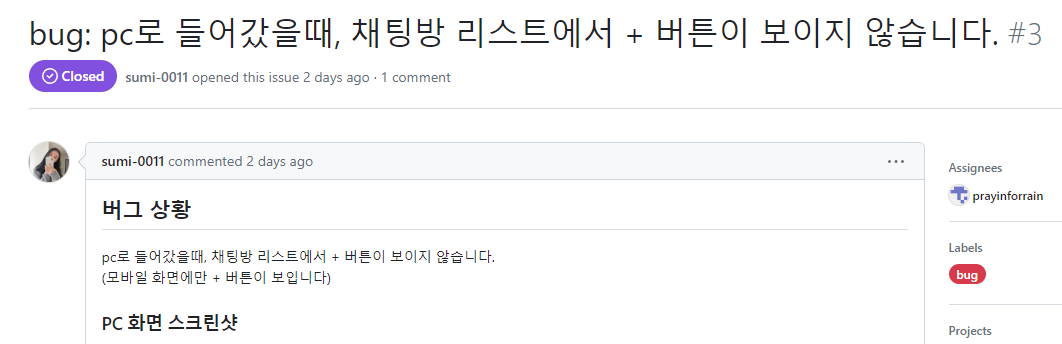 bug: pc로 들어갔을때, 채팅방 리스트에서 + 버튼이 보이지 않습니다. #3
Closed sumi-0011 opened this issue 2 days ago · 1 comment
sumi-0011 commented 2 days ago
버그 상황
pc로 들어갔을때, 채팅방 리스트에서 + 버튼이 보이지 않습니다.
(모바일 화면에만 + 버튼이 보입니다)
PC 화면 스크린샷
Assignees
prayinforrain
Labels
bug
Projects